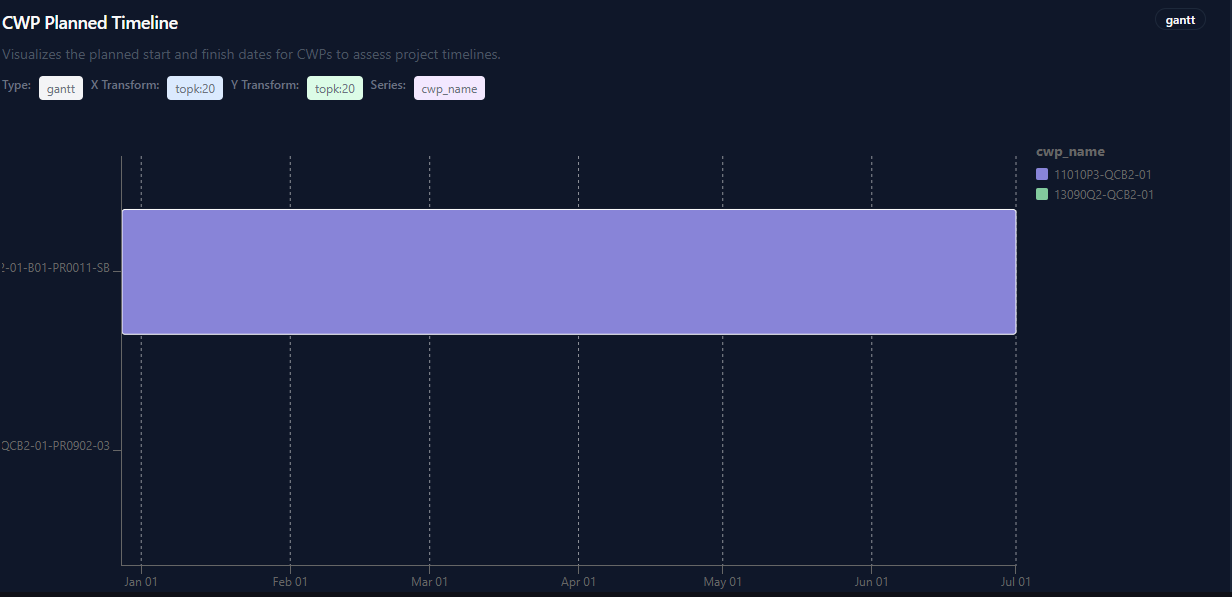 CWP Planned Timeline
gantt
Visualizes the planned start and finish dates for CWPs to assess project timelines.
Type: gantt X Transform: topk:20 Y Transform: topk:20 Series: cwp_name
cwp_name
11010P3-QCB2-01
13090Q2-QCB2-01
2-01-B01-PR0011-SB
QCB2-01-PR0902-03
Jan 01 Feb 01 Mar 01 Apr 01 May 01 Jun 01 Jul 01